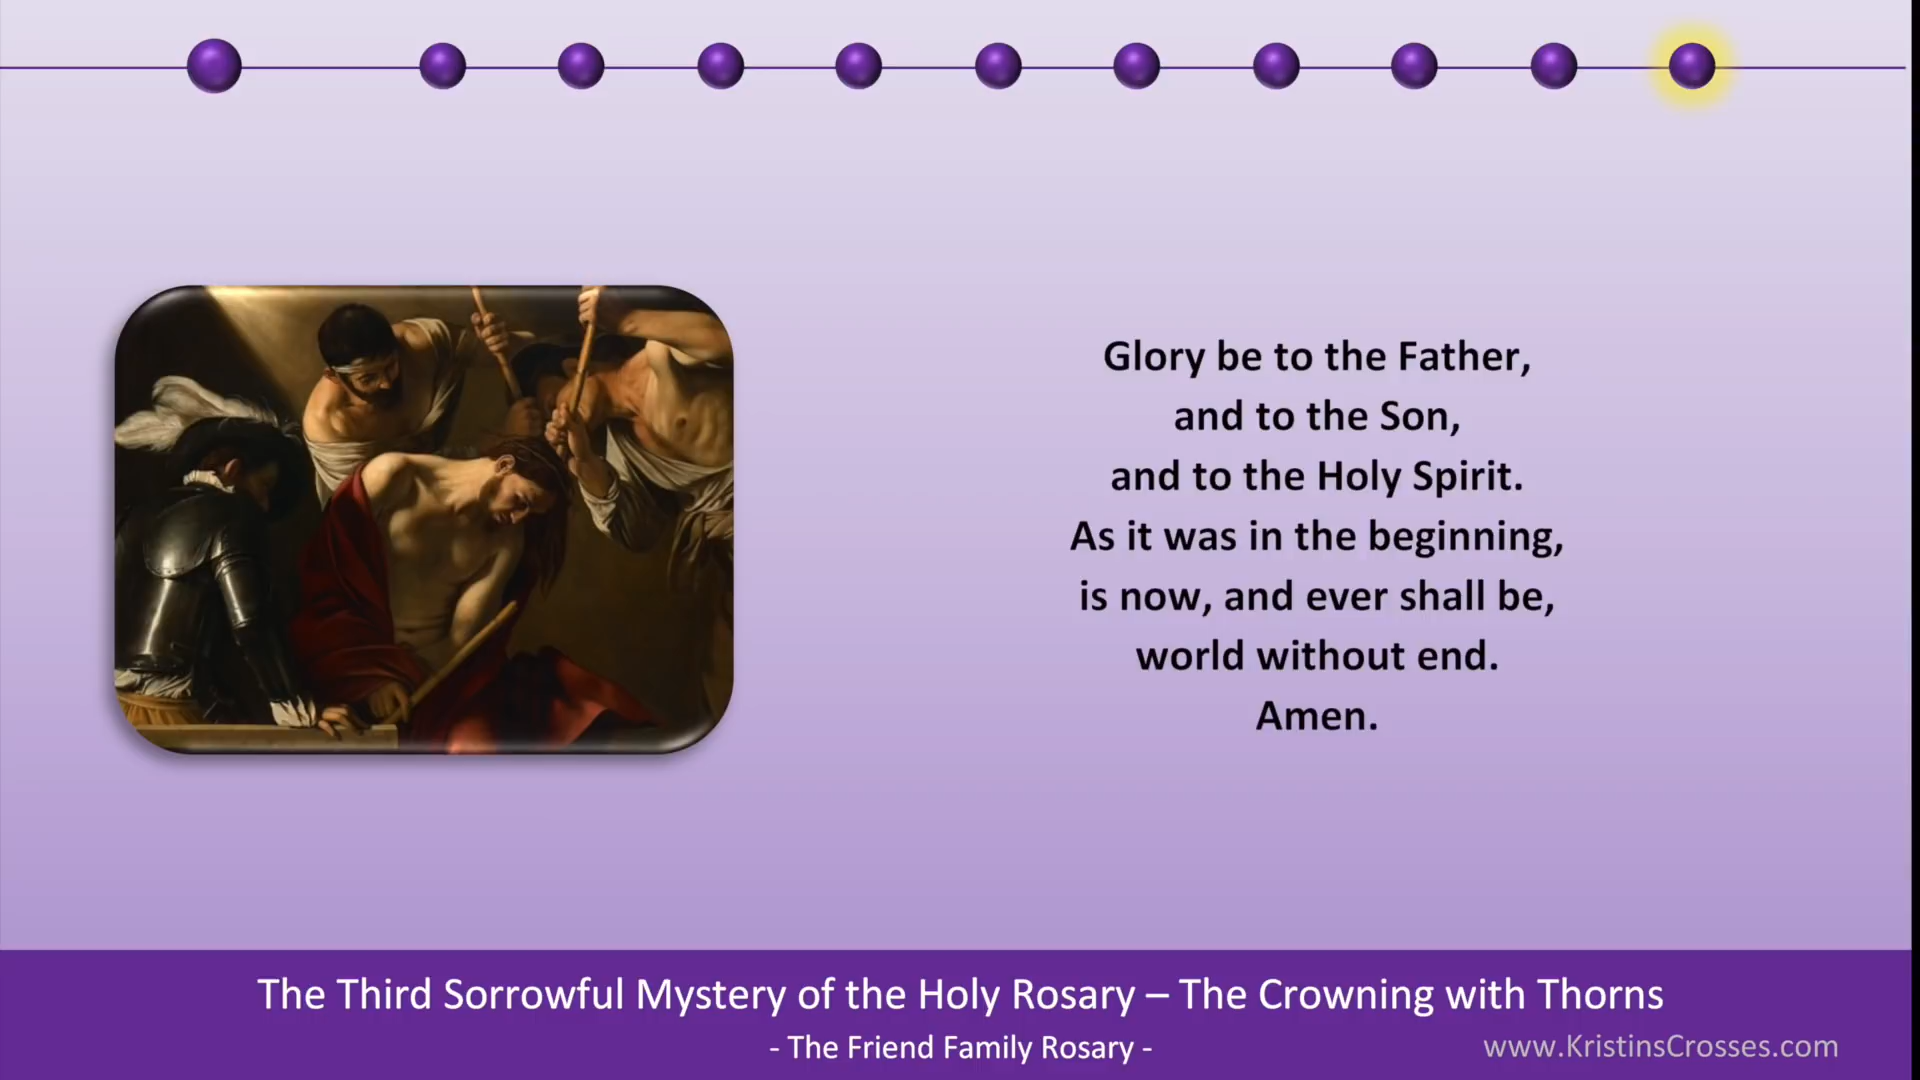 Glory be to the Father,
and to the Son,
and to the Holy Spirit.
As it was in the beginning,
is now, and ever shall be,
world without end.
Amen.
The Third Sorrowful Mystery of the Holy Rosary – The Crowning with Thorns
- The Friend Family Rosary -
www.KristinsCrosses.com